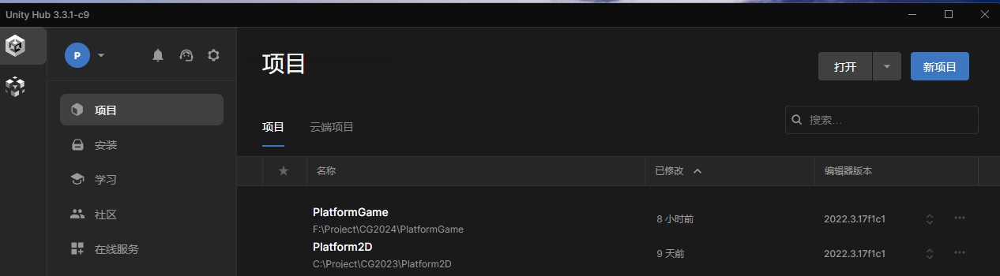 Unity Hub 3.3.1-c9
P
项目
打开
新项目
项目
安装
学习
社区
在线服务
项目 云端项目
搜索...
名称 已修改 编辑器版本
PlatformGame
F:\Project\CG2024\PlatformGame
8 小时前 2022.3.17f1c1
Platform2D
C:\Project\CG2023\Platform2D
9 天前 2022.3.17f1c1